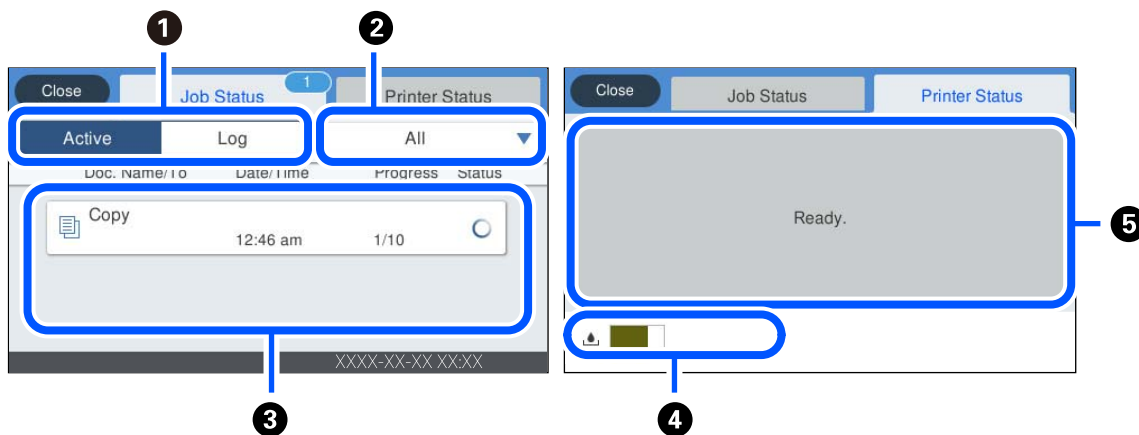 1 2
Close Job Status 1 Printer Status
Active Log All
Doc. Name/To Date/Time Progress Status
Copy
12:46 am 1/10
XXXX-XX-XX XX:XX
3
Close Job Status Printer Status
Ready.
5
4